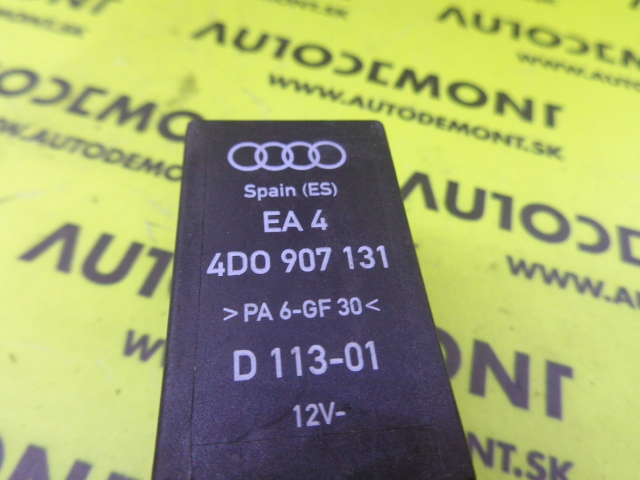 AUTODEMONT
WWW.AUTODEMONT.SK
Spain (ES)
EA 4
4D0 907 131
>PA 6-GF 30<
D 113-01
12V-